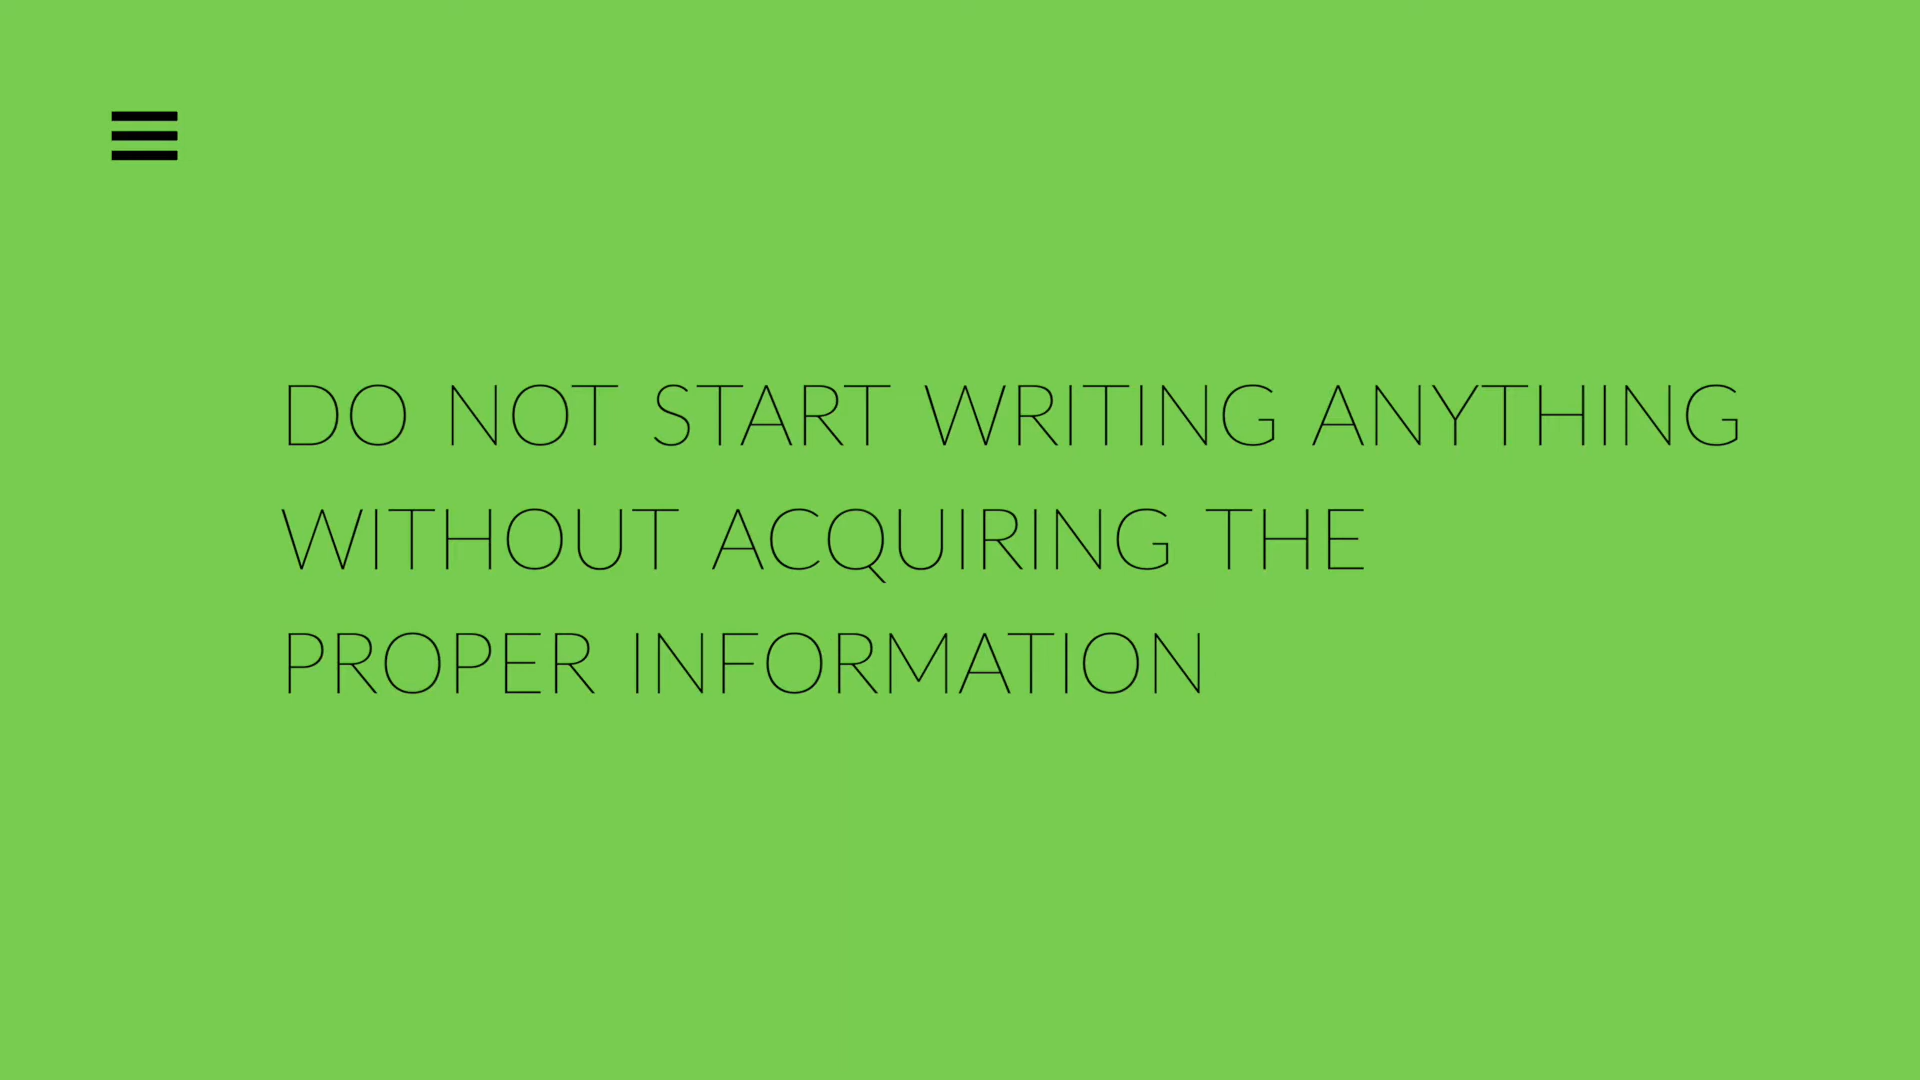 DO NOT START WRITING ANYTHING
WITHOUT ACQUIRING THE
PROPER INFORMATION